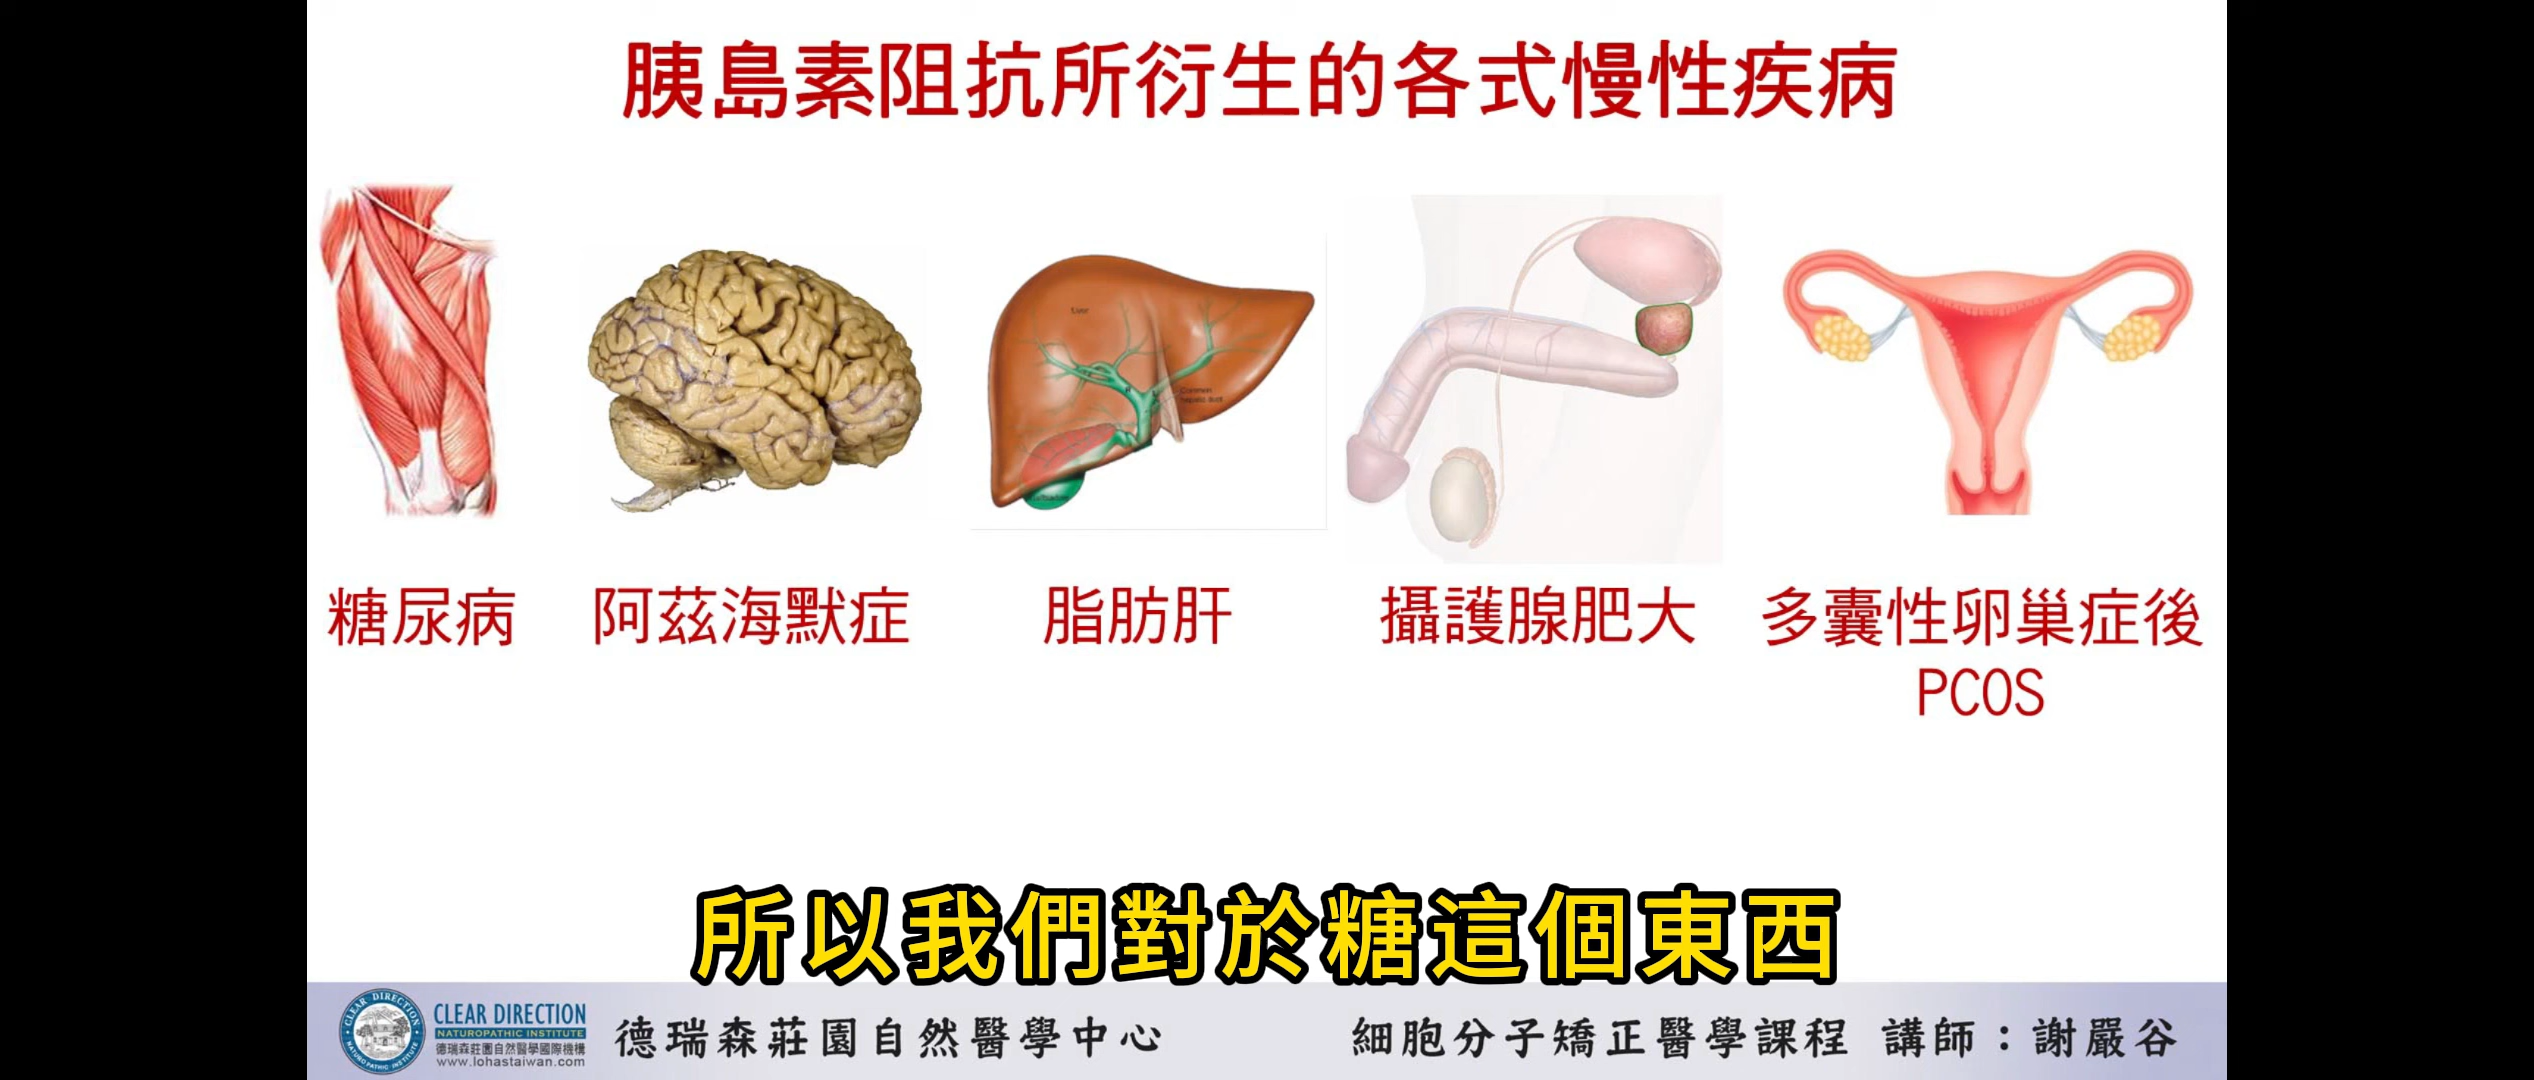 胰島素阻抗所衍生的各式慢性疾病
Liver
Common
hepatic duct
糖尿病
阿茲海默症
脂肪肝
攝護腺肥大
多囊性卵巢症後
PCOS
所以我們對於糖這個東西
CLEAR DIRECTION
NATUROPATHIC INSTITUTE
德瑞森莊園自然醫學國際機構
www.lohastaiwan.com
德瑞森莊園自然醫學中心
細胞分子矯正醫學課程 講師：謝嚴谷